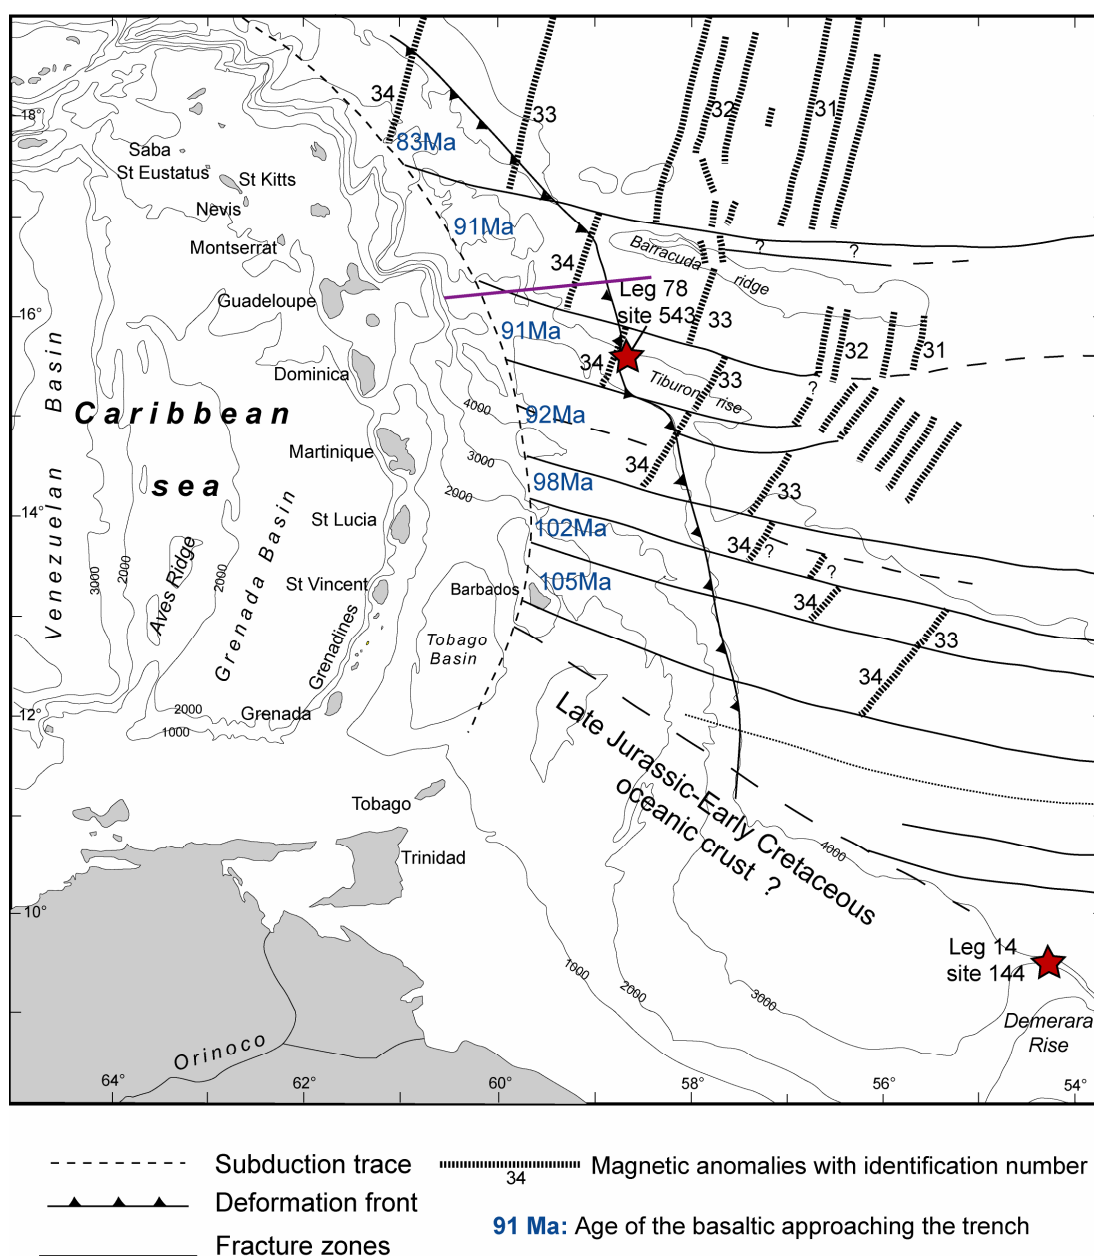 34
33
32
31
18°
83Ma
Saba
St Eustatus
St Kitts
Nevis
91Ma
Montserrat
Barracuda
ridge
?
?
34
Leg 78
site 543
Guadeloupe
16°
91Ma
33
32
31
34
Dominica
Tiburon
rise
33
?
Caribbean
sea
4000
92Ma
Martinique
3000
34
2000
98Ma
33
14°
St Lucia
102Ma
34
?
?
Venezuelan Basin
3000
2000
Aves Ridge
2000
Grenada Basin
St Vincent
Barbados
105Ma
34
Grenadines
Tobago
Basin
33
34
12°
2000
1000
Grenada
Late Jurassic-Early Cretaceous
oceanic crust ?
Tobago
4000
Trinidad
10°
Leg 14
site 144
1000
2000
3000
Demerara
Rise
Orinoco
64°
62°
60°
58°
56°
54°
Subduction trace
34
Magnetic anomalies with identification number
Deformation front
91 Ma: Age of the basaltic approaching the trench
Fracture zones